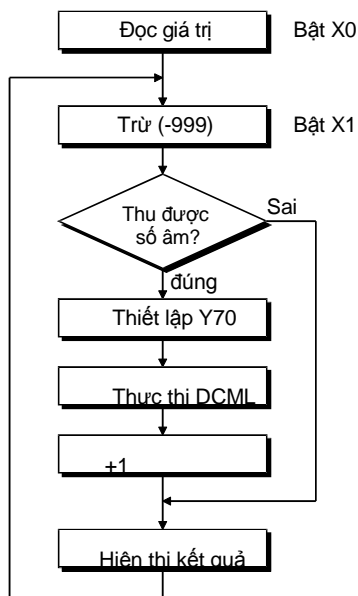 Đọc giá trị
Bật X0
Trừ (-999)
Bật X1
Thu được
số âm?
Sai
đúng
Thiết lập Y70
Thực thi DCML
+1
Hiện thi kết quả